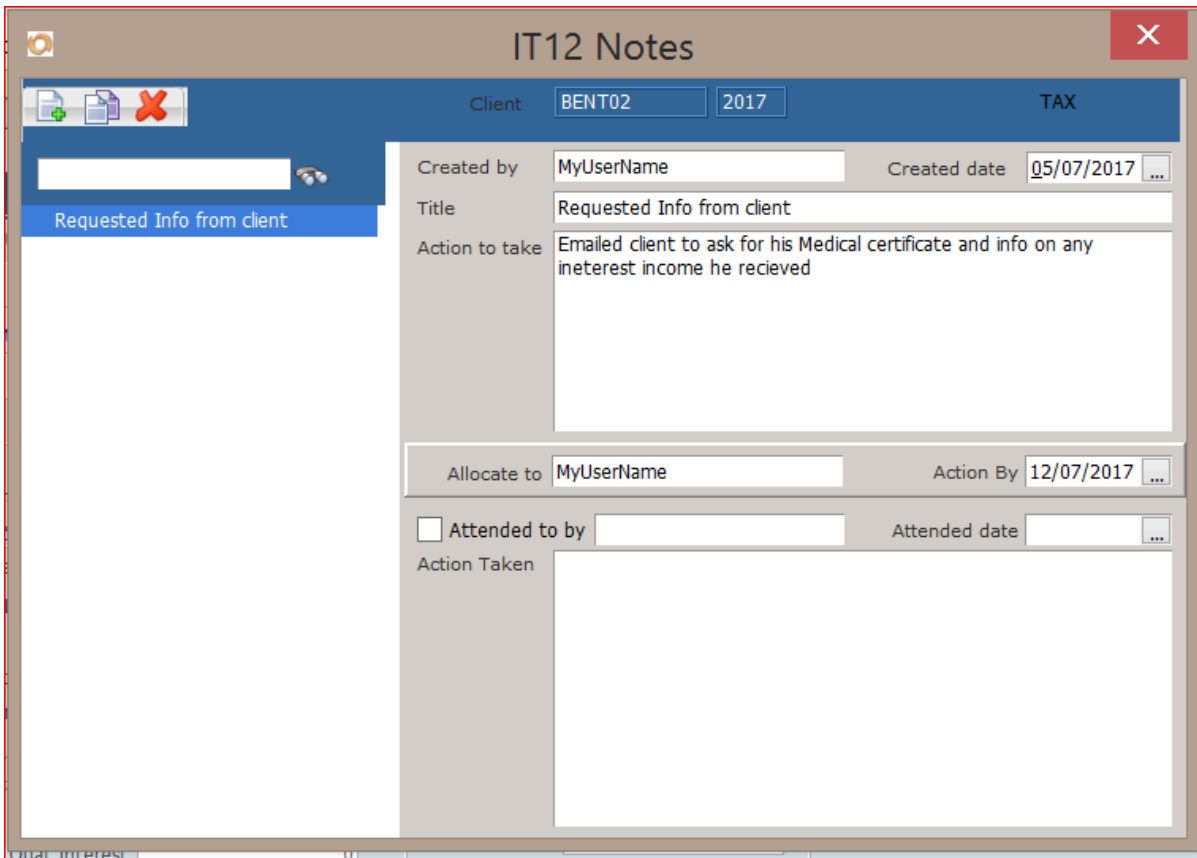 IT12 Notes
Client BENT02 2017 TAX
Created by MyUserName Created date 05/07/2017 ...
Requested Info from client
Title Requested Info from client
Action to take Emailed client to ask for his Medical certificate and info on any
ineterest income he recieved
Allocate to MyUserName Action By 12/07/2017 ...
Attended to by Attended date ...
Action Taken
Qual. Interest 0